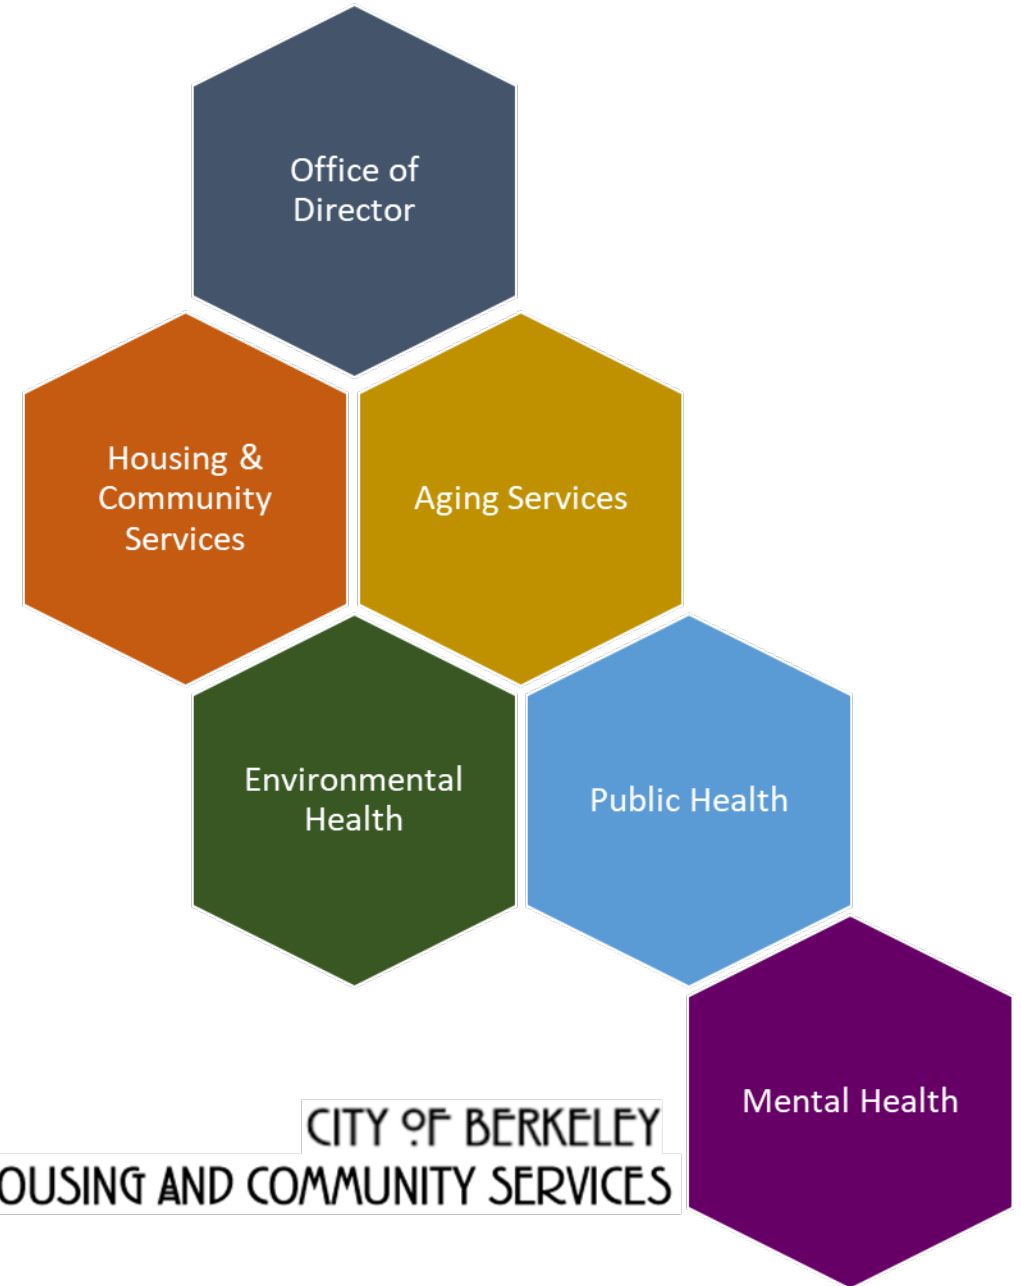 Office of
Director
Housing &
Community
Services
Aging Services
Environmental
Health
Public Health
Mental Health
CITY OF BERKELEY
OUSING AND COMMUNITY SERVICES